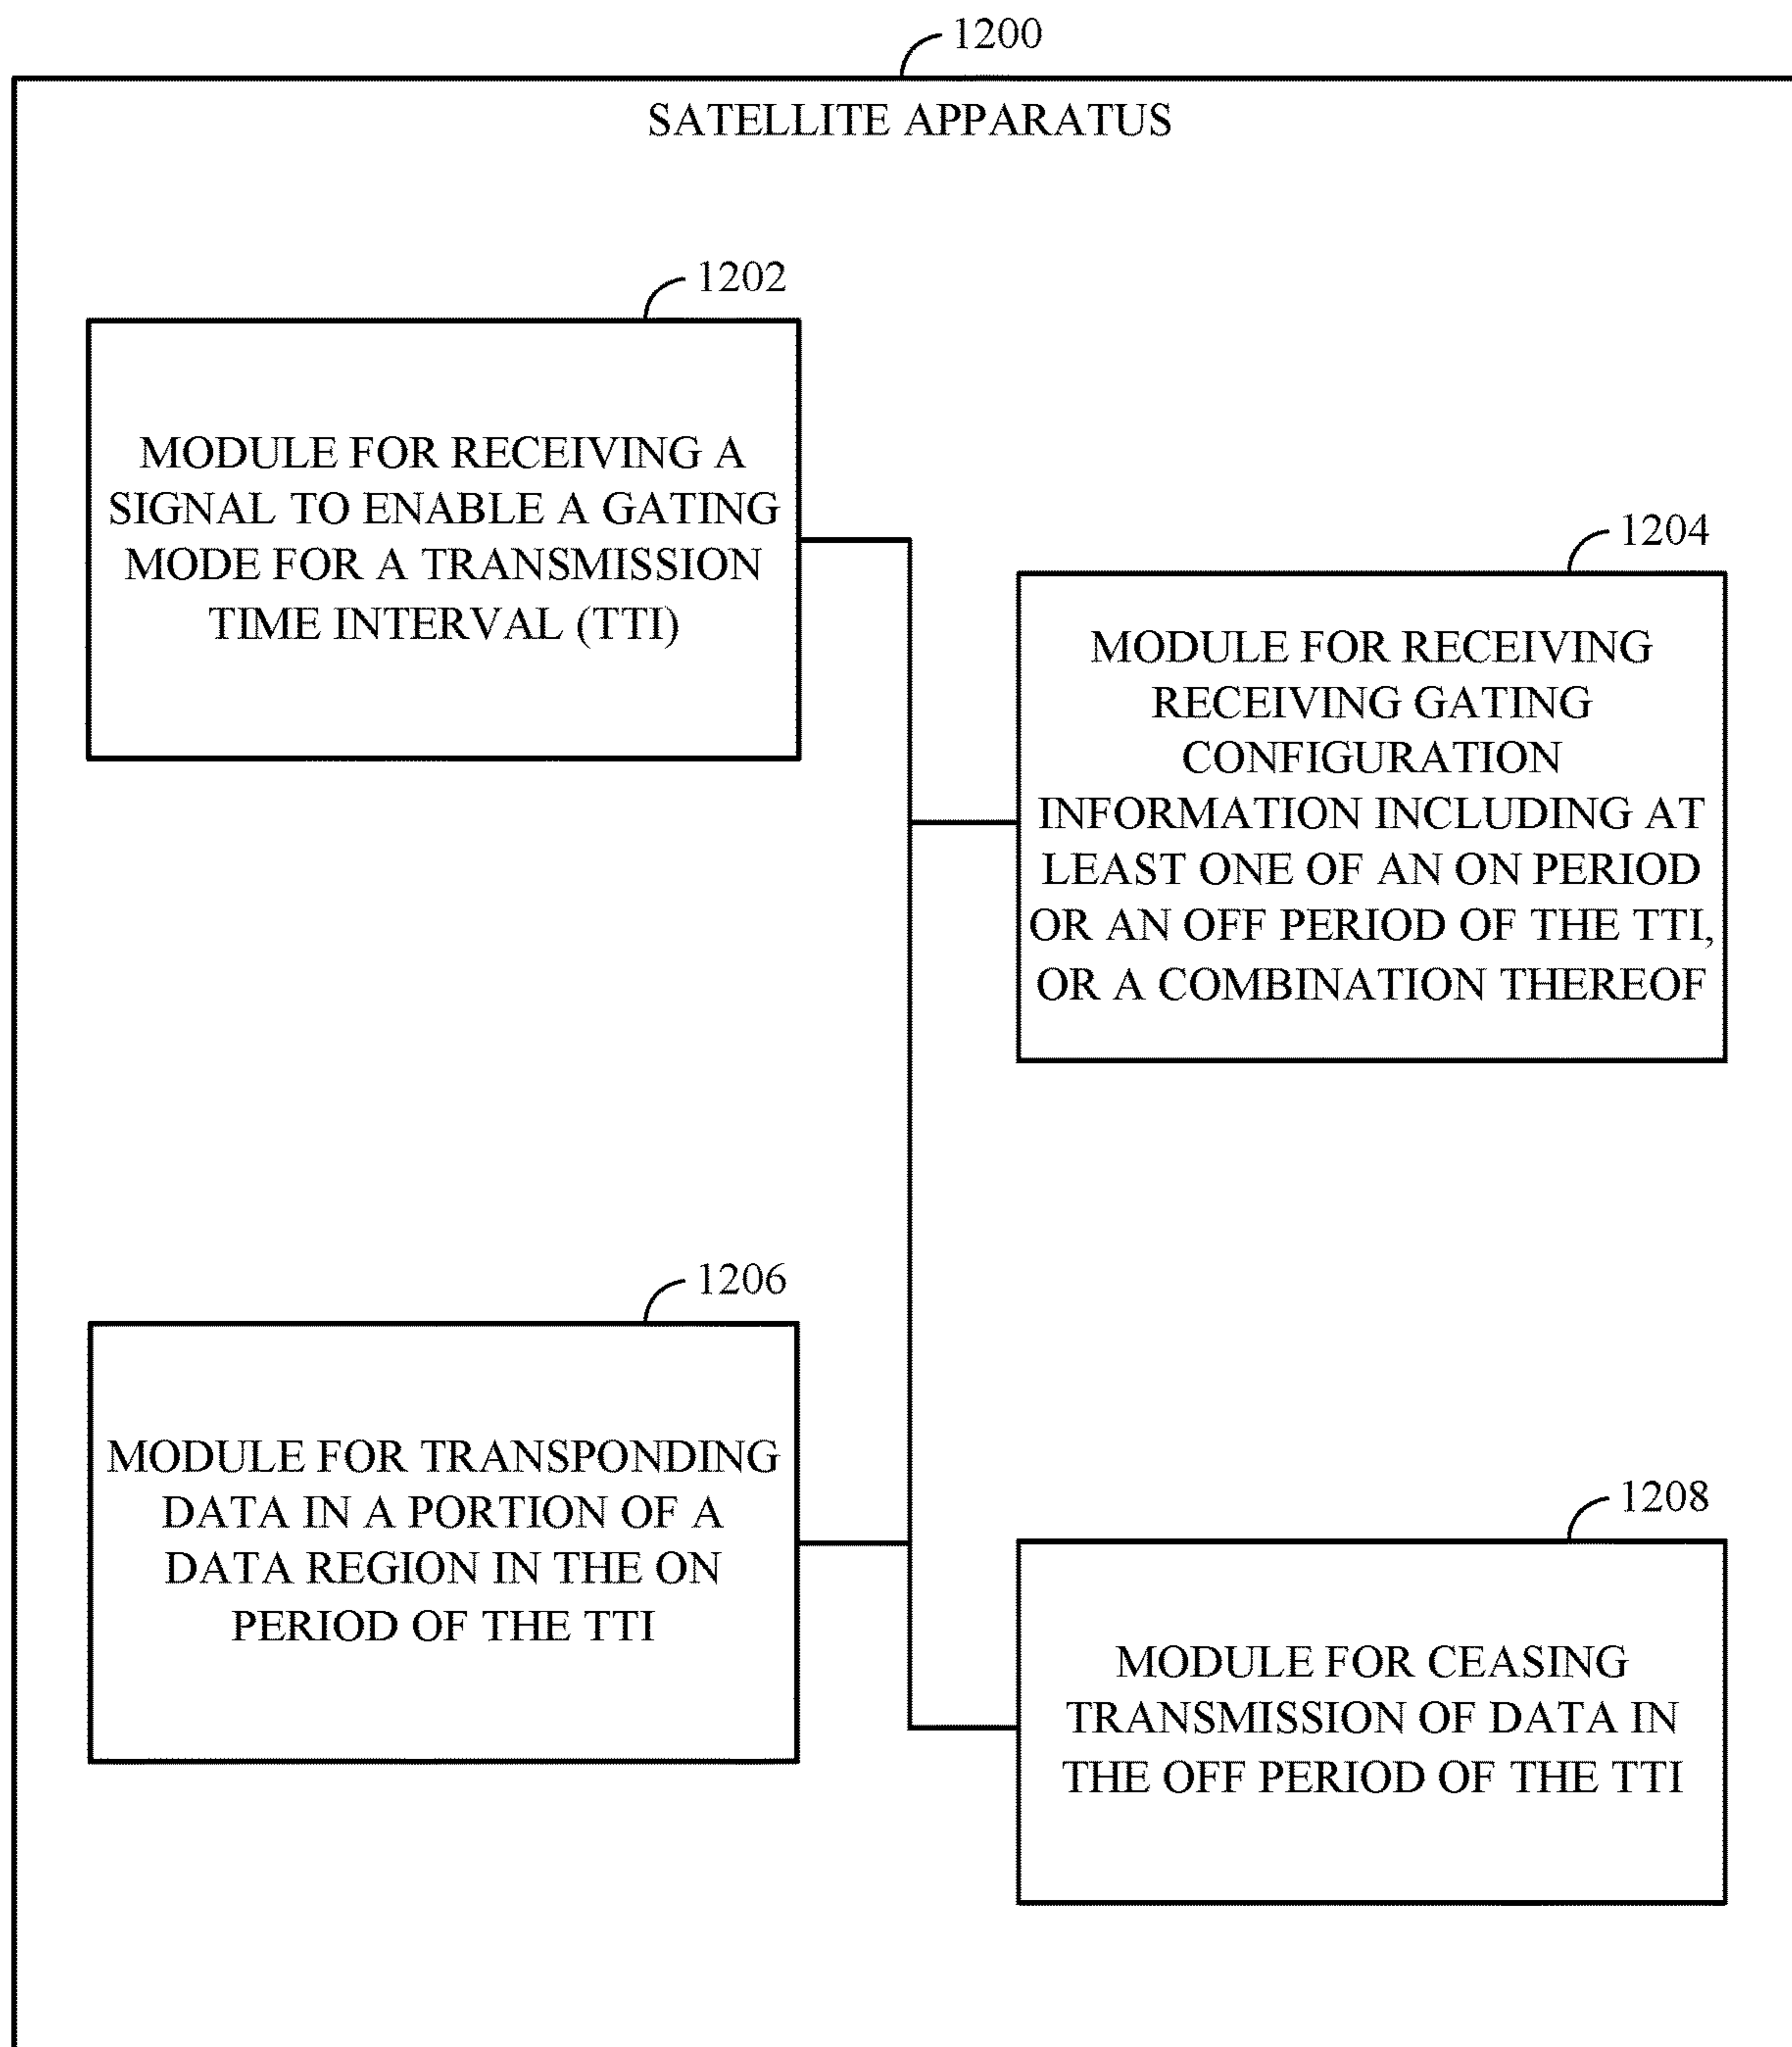 1200
SATELLITE APPARATUS
1202
MODULE FOR RECEIVING A
SIGNAL TO ENABLE A GATING
MODE FOR A TRANSMISSION
TIME INTERVAL (TTI)
1204
MODULE FOR RECEIVING
RECEIVING GATING
CONFIGURATION
INFORMATION INCLUDING AT
LEAST ONE OF AN ON PERIOD
OR AN OFF PERIOD OF THE TTI,
OR A COMBINATION THEREOF
1206
MODULE FOR TRANSPONDING
DATA IN A PORTION OF A
DATA REGION IN THE ON
PERIOD OF THE TTI
1208
MODULE FOR CEASING
TRANSMISSION OF DATA IN
THE OFF PERIOD OF THE TTI